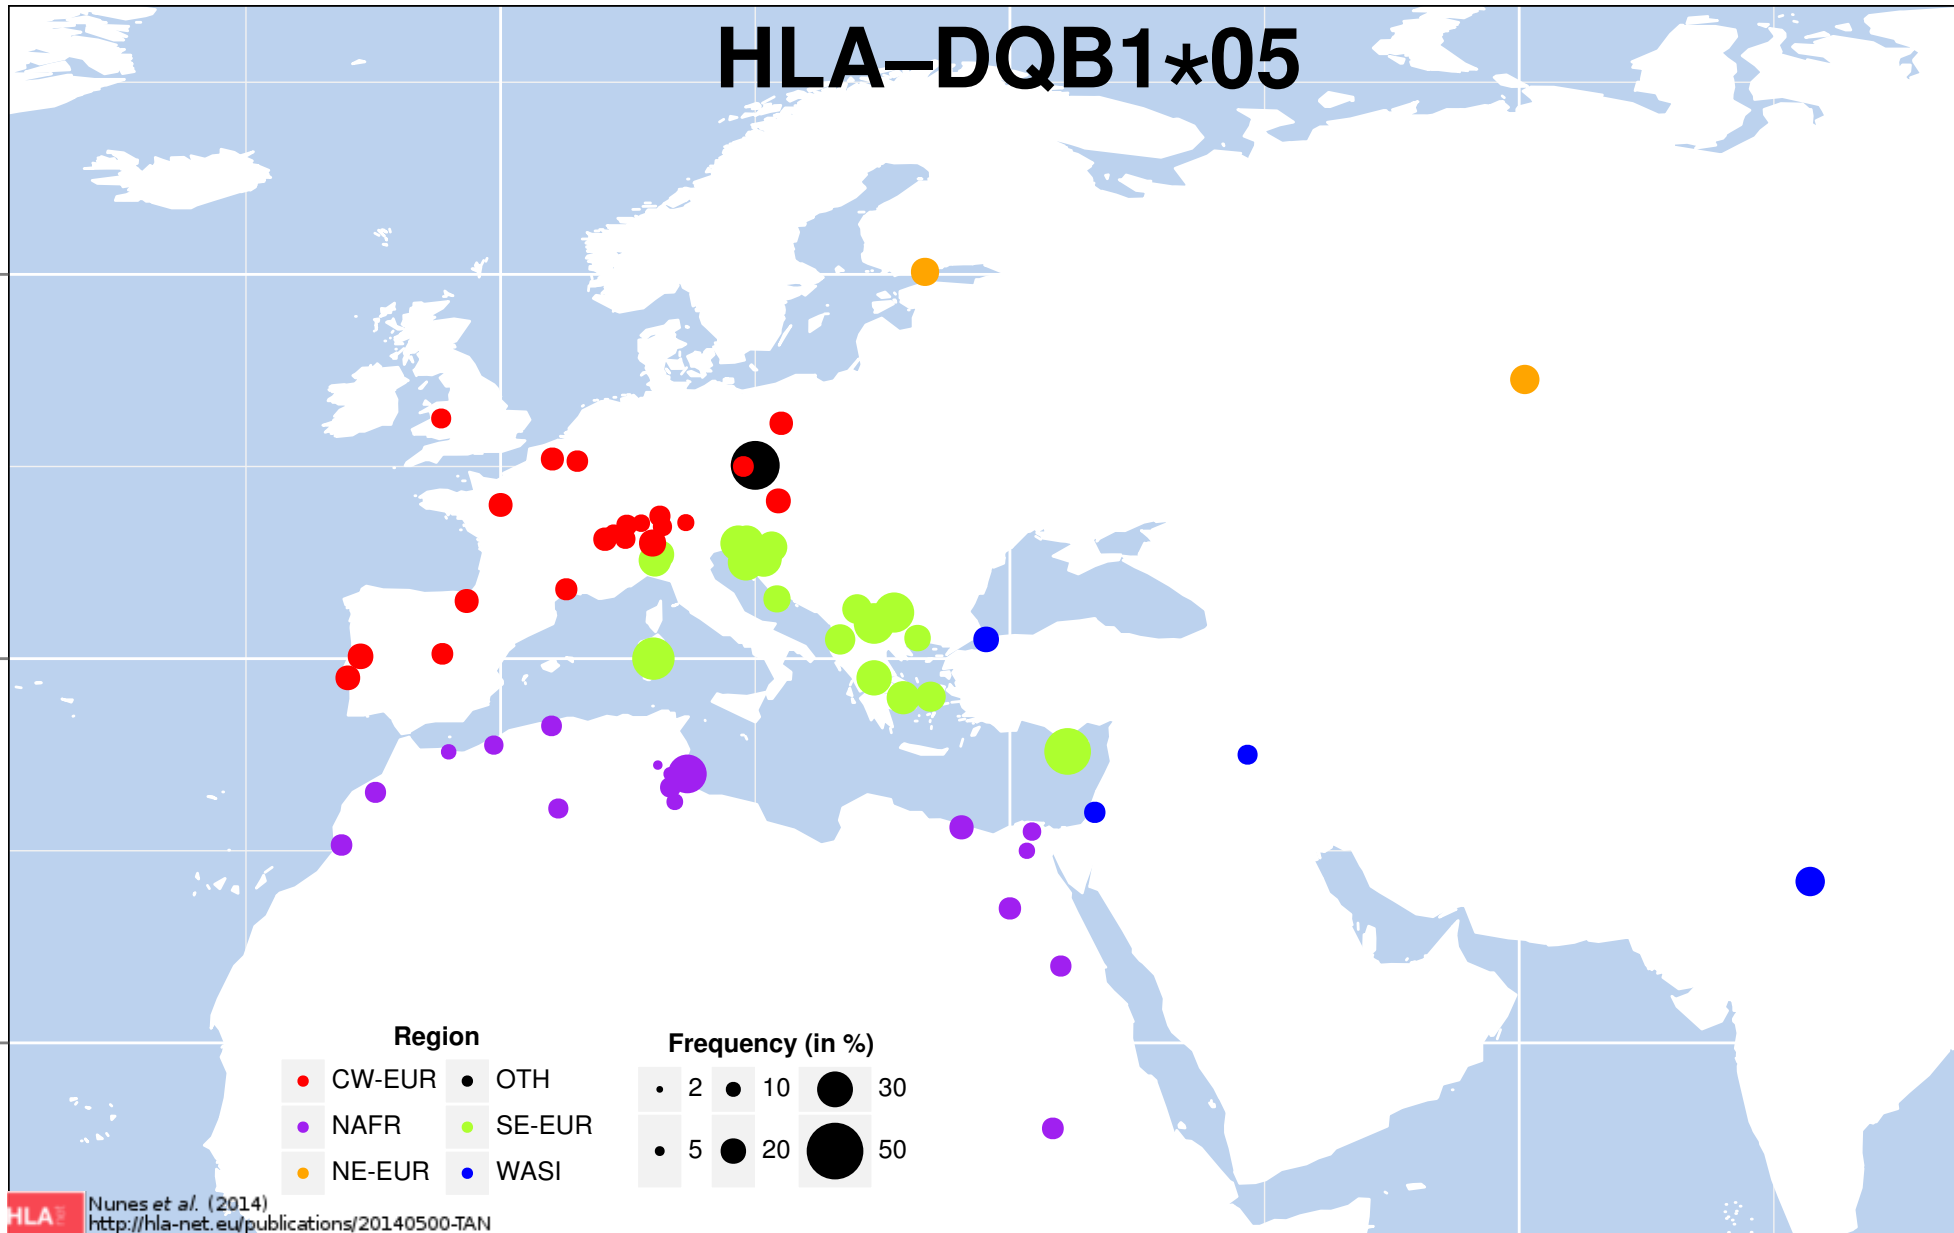 HLA–DQB1*05
Region
CW-EUR
OTH
NAFR
SE-EUR
NE-EUR
WASI
Frequency (in %)
2
10
30
5
20
50
HLA net
Nunes et al. (2014)
http://hla-net.eu/publications/20140500-TAN